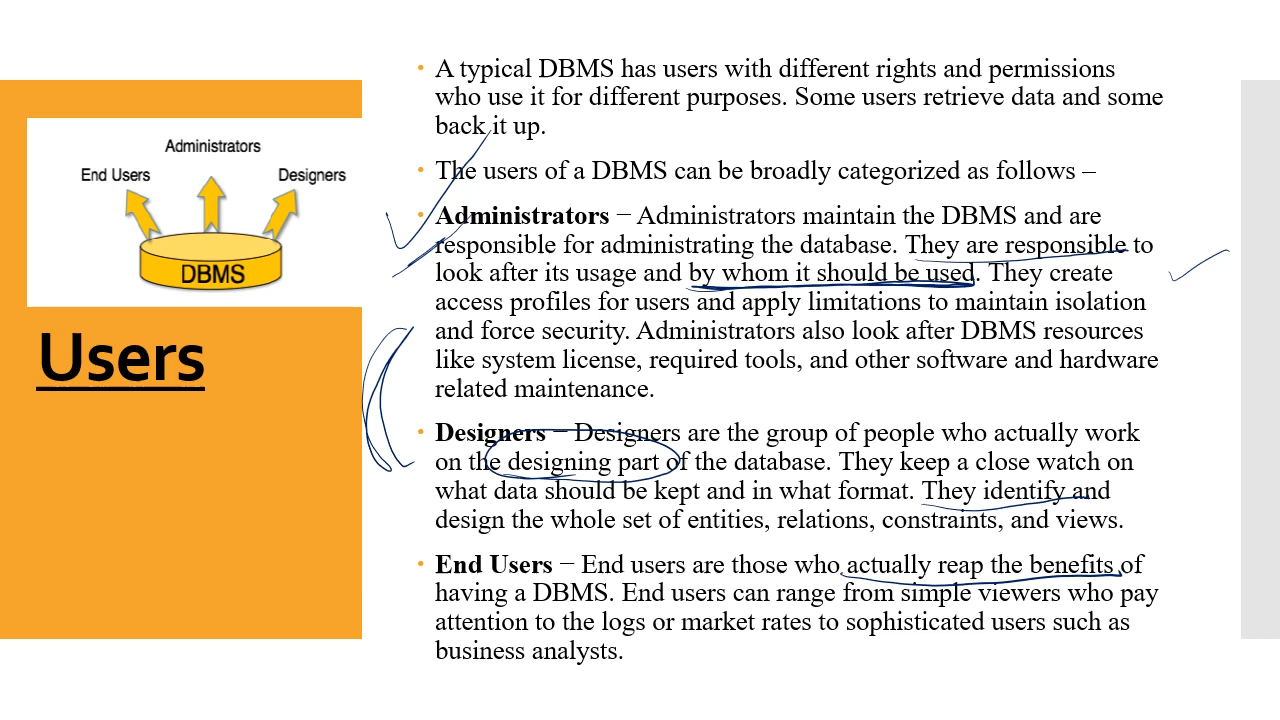 Administrators
End Users
Designers
DBMS
Users
• A typical DBMS has users with different rights and permissions
who use it for different purposes. Some users retrieve data and some
back it up.
• The users of a DBMS can be broadly categorized as follows –
• Administrators − Administrators maintain the DBMS and are
responsible for administrating the database. They are responsible to
look after its usage and by whom it should be used. They create
access profiles for users and apply limitations to maintain isolation
and force security. Administrators also look after DBMS resources
like system license, required tools, and other software and hardware
related maintenance.
• Designers − Designers are the group of people who actually work
on the designing part of the database. They keep a close watch on
what data should be kept and in what format. They identify and
design the whole set of entities, relations, constraints, and views.
• End Users − End users are those who actually reap the benefits of
having a DBMS. End users can range from simple viewers who pay
attention to the logs or market rates to sophisticated users such as
business analysts.